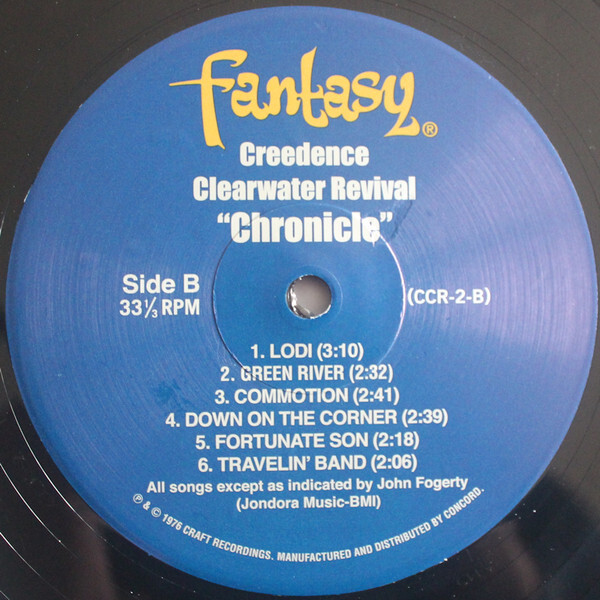 fantasy®
Creedence
Clearwater Revival
"Chronicle"
Side B
33⅓ RPM
(CCR-2-B)
1. LODI (3:10)
2. GREEN RIVER (2:32)
3. COMMOTION (2:41)
4. DOWN ON THE CORNER (2:39)
5. FORTUNATE SON (2:18)
6. TRAVELIN' BAND (2:06)
All songs except as indicated by John Fogerty
(Jondora Music-BMI)
℗ & © 1976 CRAFT RECORDINGS. MANUFACTURED AND DISTRIBUTED BY CONCORD.